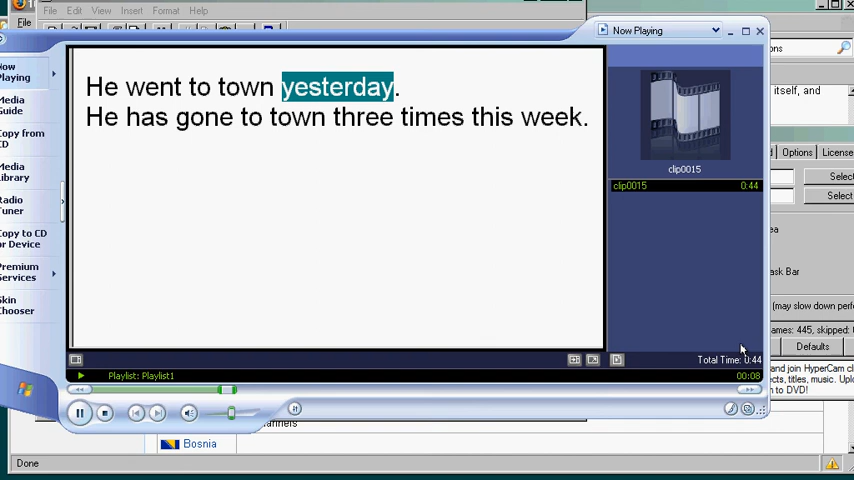 File Edit View Insert Format Help
File
Now Playing
Now
Playing
Media
Guide
Copy from
CD
Media
Library
Radio
Tuner
Copy to CD
or Device
Premium
Services
Skin
Chooser
He went to town yesterday.
He has gone to town three times this week.
clip0015
clip0015 0:44
Total Time: 0:44
Playlist: Playlist1
00:08
itself, and
Options License
Select
Select
ask Bar
(may slow down perf
ames: 445, skipped:
Defaults
and join HyperCam cl
ects, titles, music. Uplo
n to DVD!
Bosnia
Done